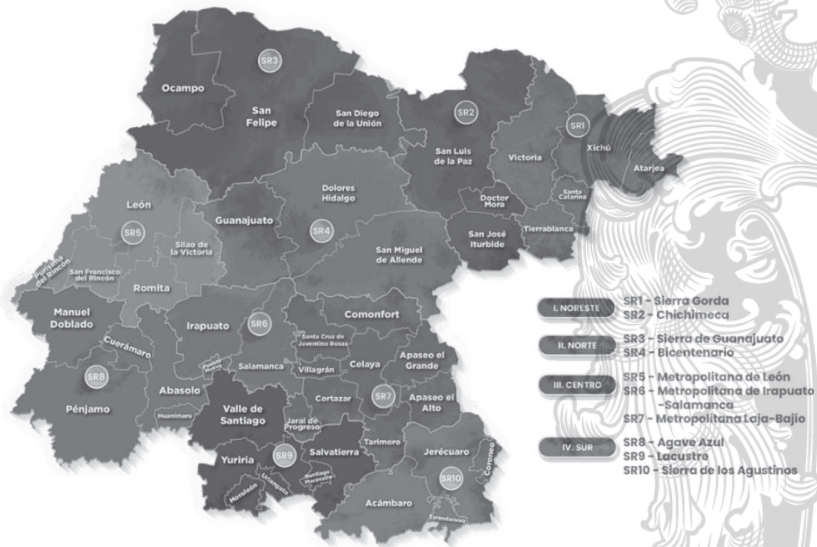 SR3
Ocampo
San
Felipe
San Diego
de la Unión
SR2
San Luis
de la Paz
SR1
Xichú
Victoria
Atarjea
Santa
Catarina
Doctor
Mora
Tierrablanca
San José
Iturbide
León
SR5
Dolores
Hidalgo
Guanajuato
SR4
Silao de
la Victoria
San Miguel
de Allende
Purísima
del Rincón
San Francisco
del Rincón
Romita
Manuel
Doblado
Irapuato
SR6
Comonfort
Cuerámaro
Santa Cruz de
Juventino Rosas
Pueblo
Nuevo
Salamanca
Villagrán
Celaya
Apaseo el
Grande
SR8
Pénjamo
Abasolo
Huanímaro
Cortazar
SR7
Apaseo el
Alto
Valle de
Santiago
Jaral de
Progreso
Tarimoro
Yuriria
SR9
Salvatierra
Jerécuaro
Coroneo
Moroleón
Uriangato
Santiago
Maravatío
SR10
Acámbaro
Tarandacuao
I. NORESTE
SR1 - Sierra Gorda
SR2 - Chichimeca
II. NORTE
SR3 - Sierra de Guanajuato
SR4 - Bicentenario
III. CENTRO
SR5 - Metropolitana de León
SR6 - Metropolitana de Irapuato
-Salamanca
SR7 - Metropolitana Laja-Bajío
IV. SUR
SR8 - Agave Azul
SR9 - Lacustre
SR10 - Sierra de los Agustinos